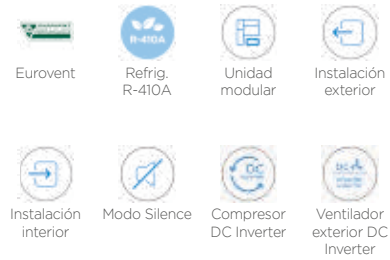 R-410A
Eurovent
Refrig.
R-410A
Unidad
modular
Instalación
exterior
DC
Instalación
interior
Modo Silence
Compresor
DC Inverter
Ventilador
exterior DC
Inverter